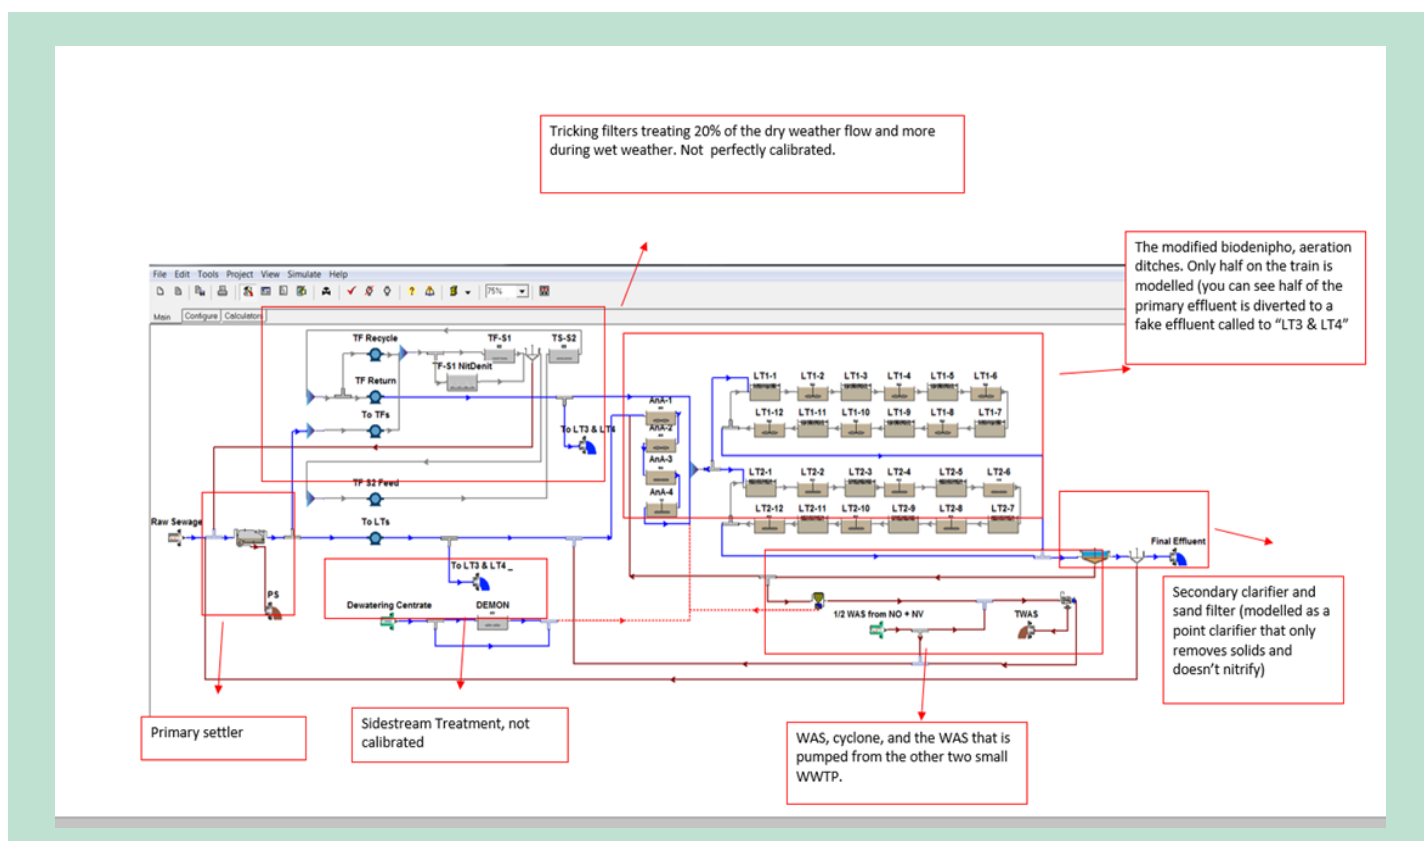 Tricking filters treating 20% of the dry weather flow and more
during wet weather. Not perfectly calibrated.
The modified biodenipho, aeration
ditches. Only half on the train is
modelled (you can see half of the
primary effluent is diverted to a
fake effluent called to “LT3 & LT4”
File Edit Tools Project View Simulate Help
75%
Main Configure Calculators
TF Recycle
TF-S1
TS-S2
TF-S1 NitDenit
TF Return
To TFs
To LT3 & LT4
TF S2 Feed
To LTs
Raw Sewage
PS
To LT3 & LT4 _
Dewatering Centrate
DEMON
AnA-1
AnA-2
AnA-3
AnA-4
LT1-1 LT1-2 LT1-3 LT1-4 LT1-5 LT1-6
LT1-12 LT1-11 LT1-10 LT1-9 LT1-8 LT1-7
LT2-1 LT2-2 LT2-3 LT2-4 LT2-5 LT2-6
LT2-12 LT2-11 LT2-10 LT2-9 LT2-8 LT2-7
Final Effluent
1/2 WAS from NO + NV
TWAS
Secondary clarifier and
sand filter (modelled as a
point clarifier that only
removes solids and
doesn’t nitrify)
Primary settler
Sidestream Treatment, not
calibrated
WAS, cyclone, and the WAS that is
pumped from the other two small
WWTP.